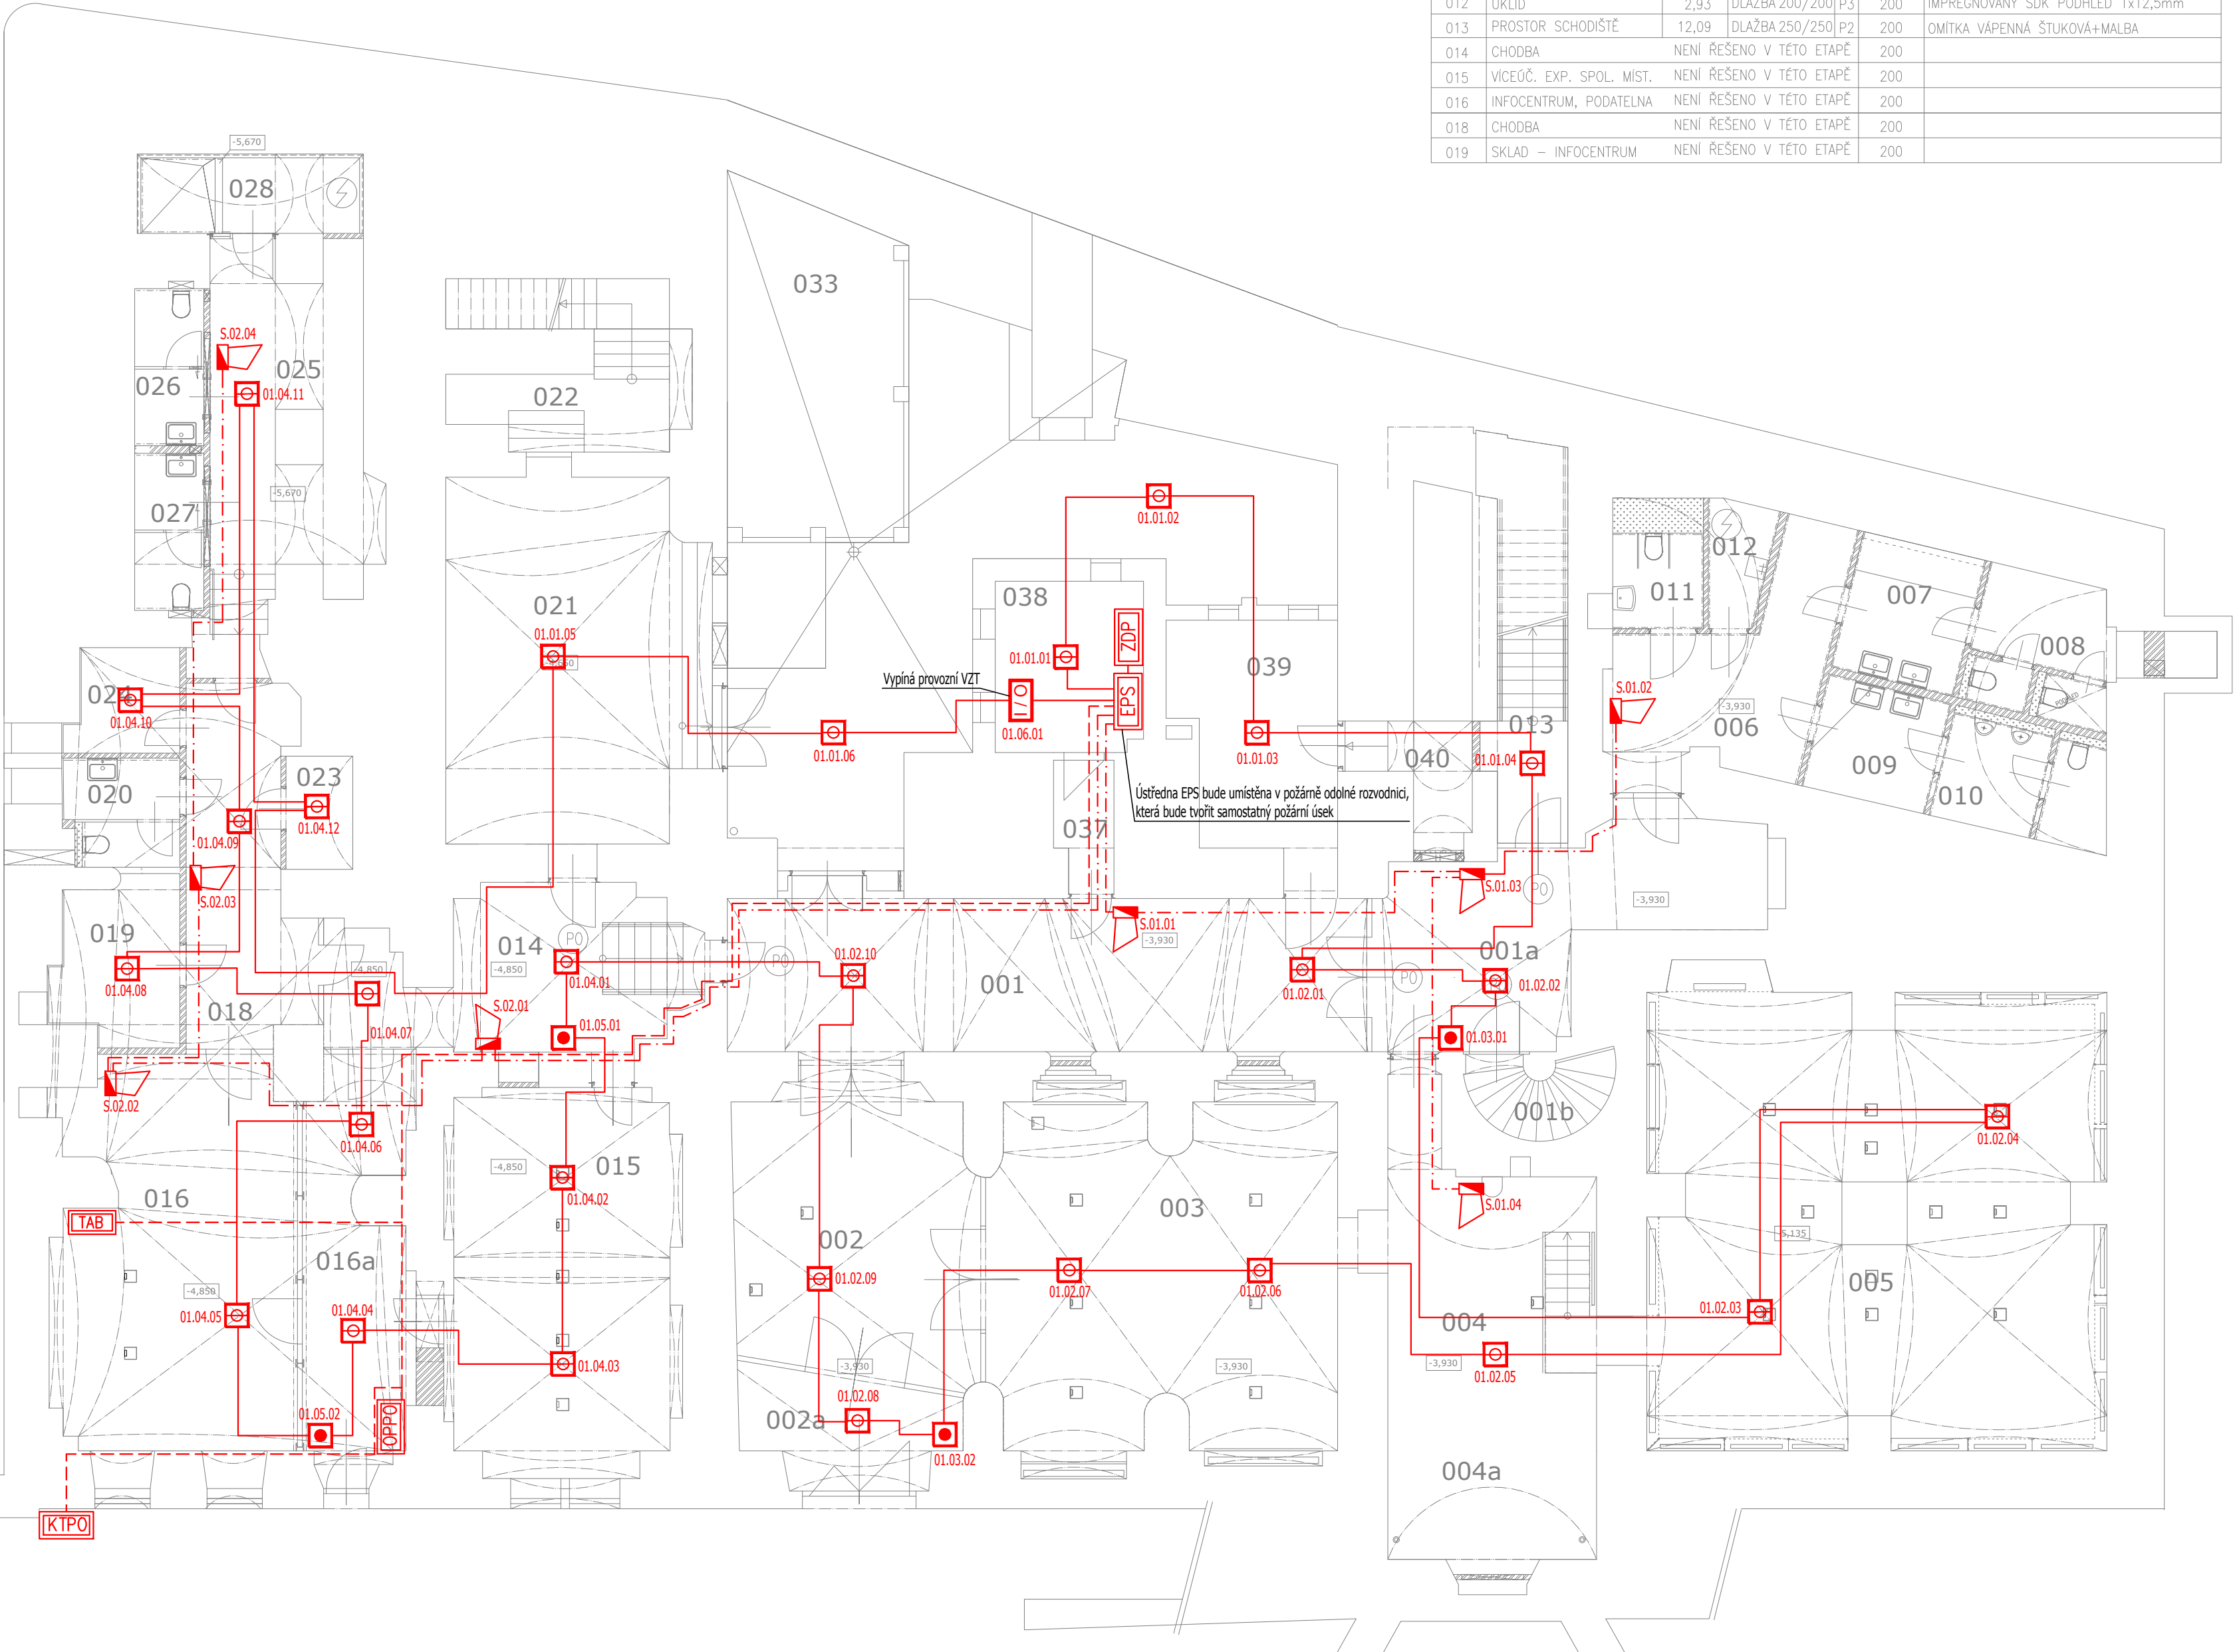 012 ÚKLID 2,93 DLAŽBA 200/200 P3 200 IMPREGNOVANÝ SDK PODHLED 1x12,5mm
013 PROSTOR SCHODIŠTĚ 12,09 DLAŽBA 250/250 P2 200 OMÍTKA VÁPENNÁ ŠTUKOVÁ+MALBA
014 CHODBA NENÍ ŘEŠENO V TÉTO ETAPĚ 200
015 VÍCEÚČ. EXP. SPOL. MÍST. NENÍ ŘEŠENO V TÉTO ETAPĚ 200
016 INFOCENTRUM, PODATELNA NENÍ ŘEŠENO V TÉTO ETAPĚ 200
018 CHODBA NENÍ ŘEŠENO V TÉTO ETAPĚ 200
019 SKLAD – INFOCENTRUM NENÍ ŘEŠENO V TÉTO ETAPĚ 200
-5,670
028
033
S.02.04
025
026
01.04.11
022
-5,670
027
01.01.02
012
011
007
038
021
01.01.05
-4,660
01.01.01
ZDP
039
008
Vypíná provozní VZT
I/O
EPS
S.01.02
024
01.04.10
01.06.01
-3,930
006
013
01.01.06
01.01.03
040
01.01.04
009
023
020
Ústředna EPS bude umístěna v požárně odolné rozvodnici,
která bude tvořit samostatný požární úsek
010
01.04.12
01.04.09
037
S.02.03
S.01.03
PO
-3,930
019
014
PO
S.01.01
-3,930
001a
01.02.10
PO
-4,850
-4,850
01.04.01
01.04.08
001
01.02.01
PO
01.02.02
018
S.02.01
01.04.07
01.05.01
01.03.01
S.02.02
001b
01.04.06
01.02.04
-4,850
015
016
01.04.02
003
S.01.04
TAB
002
-5,135
016a
005
01.02.09
01.02.07
01.02.06
-4,850
01.04.05
01.04.04
01.02.03
004
01.04.03
-3,930
-3,930
-3,930
01.02.05
01.02.08
002a
01.05.02
OPPO
01.03.02
004a
KTPO